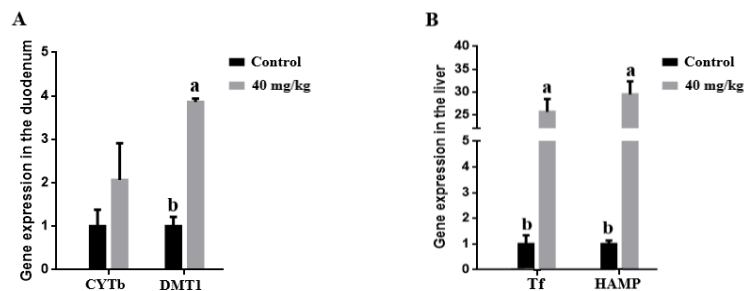 A
Gene expression in the duodenum
5
4
3
2
1
0
b
a
CYTb
DMT1
Control
40 mg/kg
B
Gene expression in the liver
40
35
30
25
5
4
3
2
1
0
b
a
b
a
Tf
HAMP
Control
40 mg/kg